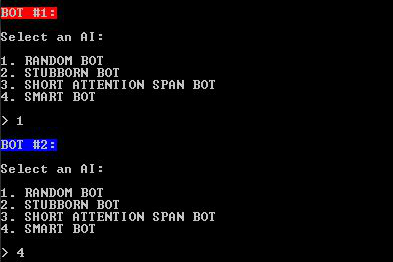 BOT #1:
Select an AI:
1. RANDOM BOT
2. STUBBORN BOT
3. SHORT ATTENTION SPAN BOT
4. SMART BOT
> 1
BOT #2:
Select an AI:
1. RANDOM BOT
2. STUBBORN BOT
3. SHORT ATTENTION SPAN BOT
4. SMART BOT
> 4